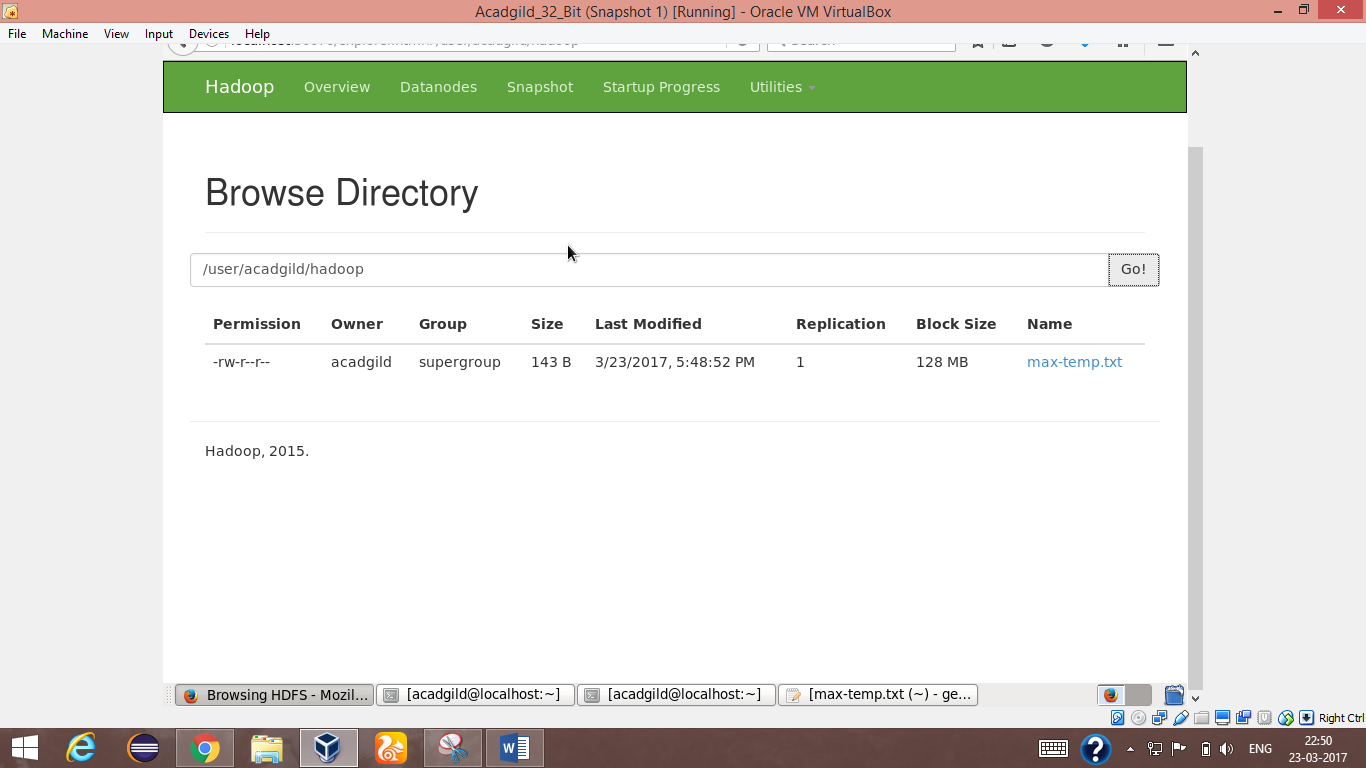 Acadgild_32_Bit (Snapshot 1) [Running] - Oracle VM VirtualBox
File Machine View Input Devices Help
Hadoop Overview Datanodes Snapshot Startup Progress Utilities
Browse Directory
/user/acadgild/hadoop Go!
Permission Owner Group Size Last Modified Replication Block Size Name
-rw-r--r-- acadgild supergroup 143 B 3/23/2017, 5:48:52 PM 1 128 MB max-temp.txt
Hadoop, 2015.
Browsing HDFS - Mozil... [acadgild@localhost:~] [acadgild@localhost:~] [max-temp.txt (~) - ge...
Right Ctrl
ENG 22:50
23-03-2017